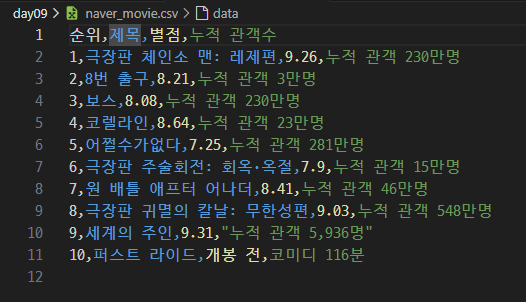 day09 > naver_movie.csv > data
1 순위,제목,별점,누적 관객수
2 1,극장판 체인소 맨: 레제편,9.26,누적 관객 230만명
3 2,8번 출구,8.21,누적 관객 3만명
4 3,보스,8.08,누적 관객 230만명
5 4,코렐라인,8.64,누적 관객 23만명
6 5,어쩔수가없다,7.25,누적 관객 281만명
7 6,극장판 주술회전: 회옥·옥절,7.9,누적 관객 15만명
8 7,원 배틀 애프터 어나더,8.41,누적 관객 46만명
9 8,극장판 귀멸의 칼날: 무한성편,9.03,누적 관객 548만명
10 9,세계의 주인,9.31,"누적 관객 5,936명"
11 10,퍼스트 라이드,개봉 전,코미디 116분
12